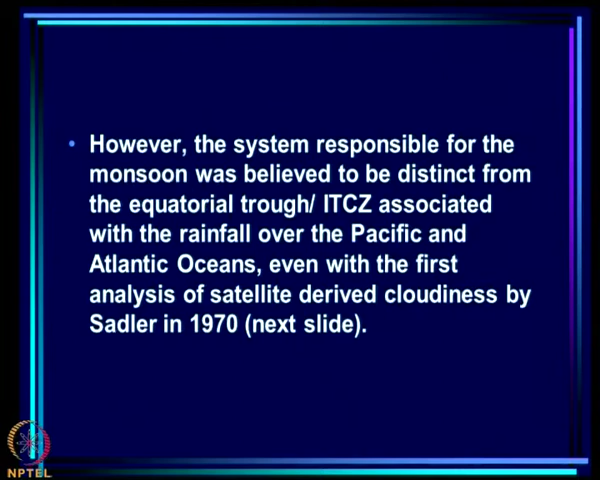 • However, the system responsible for the
monsoon was believed to be distinct from
the equatorial trough/ ITCZ associated
with the rainfall over the Pacific and
Atlantic Oceans, even with the first
analysis of satellite derived cloudiness by
Sadler in 1970 (next slide).
NPTEL